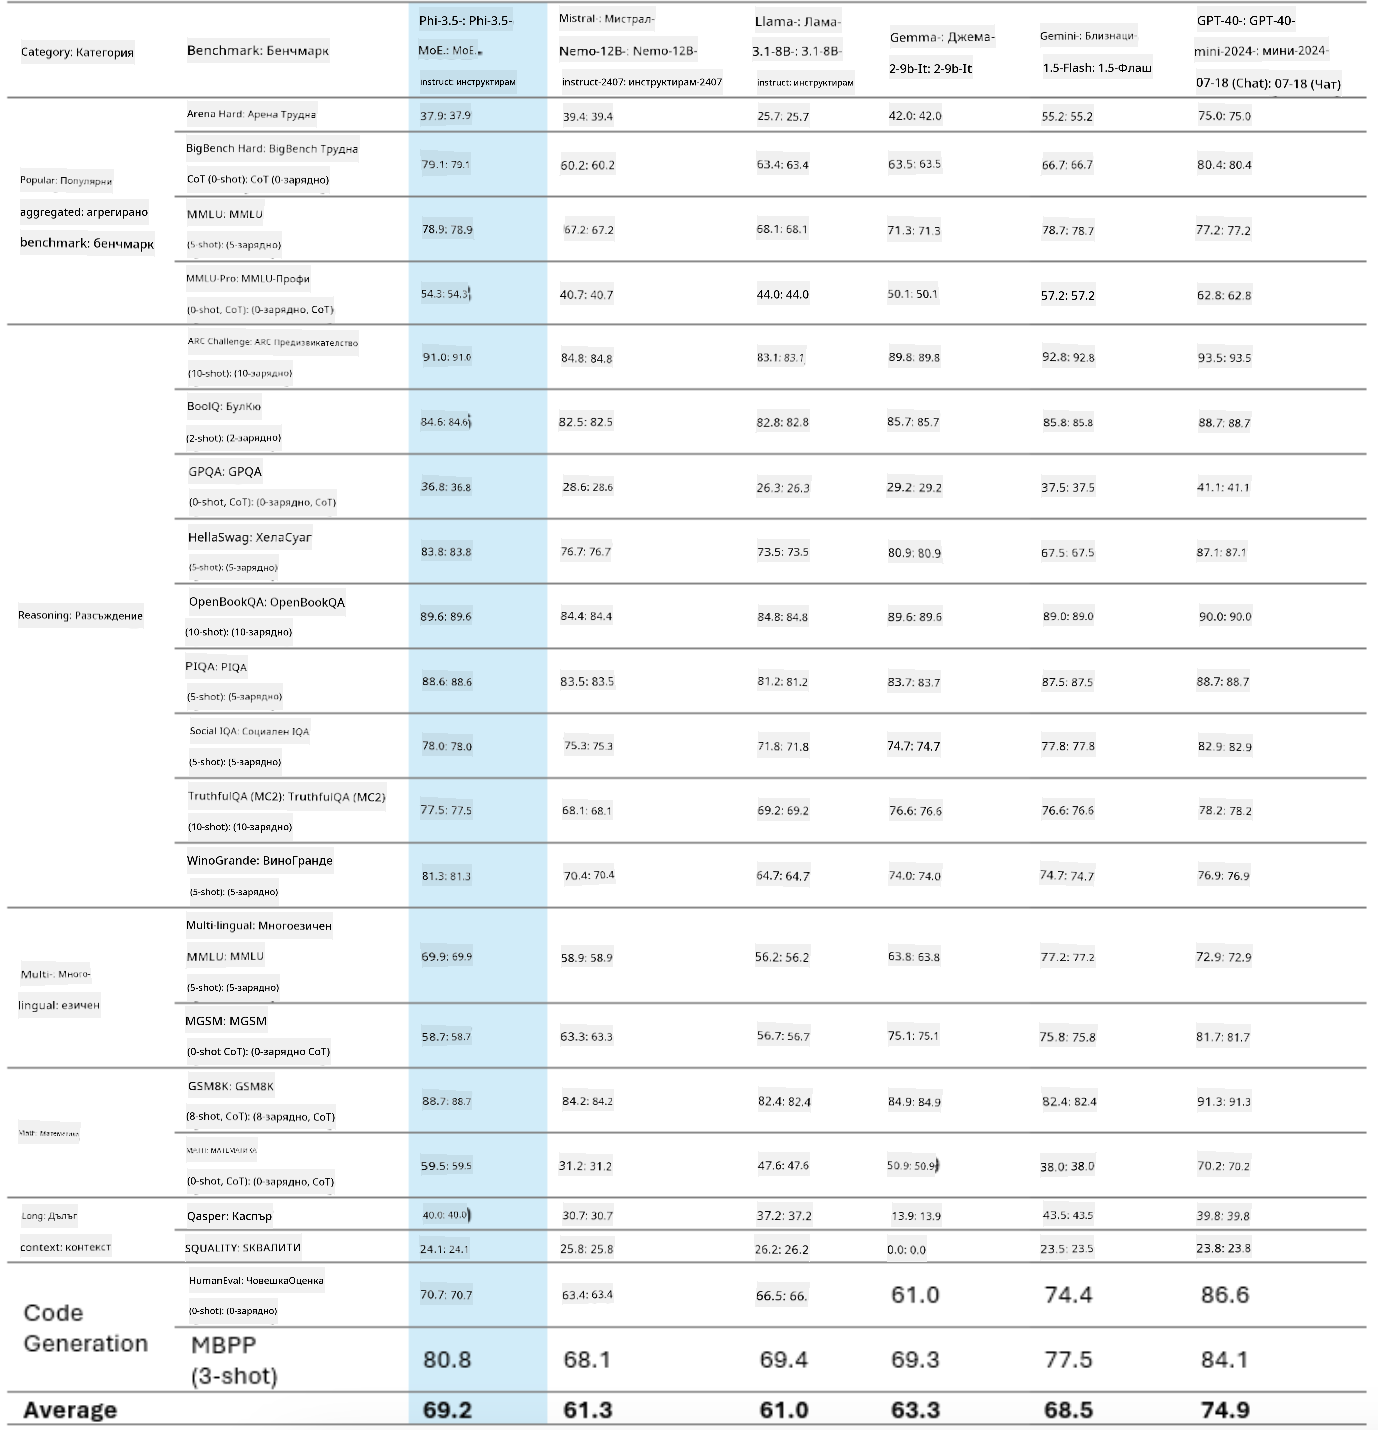 Category: Категория
Benchmark: Бенчмарк
Phi-3.5-: Phi-3.5-
MoE.: MoE.
instruct: инструктирам
Mistral-: Мистрал-
Nemo-12B-: Nemo-12B-
instruct-2407: инструктирам-2407
Llama-: Лама-
3.1-8B-: 3.1-8B-
instruct: инструктирам
Gemma-: Джема-
2-9b-It: 2-9b-It
Gemini-: Близнаци-
1.5-Flash: 1.5-Флаш
GPT-40-: GPT-40-
mini-2024-: мини-2024-
07-18 (Chat): 07-18 (Чат)
Popular: Популярни
aggregated: агрегирано
benchmark: бенчмарк
Arena Hard: Арена Трудна
37.9: 37.9
39.4: 39.4
25.7: 25.7
42.0: 42.0
55.2: 55.2
75.0: 75.0
BigBench Hard: BigBench Трудна
CoT (0-shot): CoT (0-зарядно)
79.1: 79.1
60.2: 60.2
63.4: 63.4
63.5: 63.5
66.7: 66.7
80.4: 80.4
MMLU: MMLU
(5-shot): (5-зарядно)
78.9: 78.9
67.2: 67.2
68.1: 68.1
71.3: 71.3
78.7: 78.7
77.2: 77.2
MMLU-Pro: MMLU-Профи
(0-shot, CoT): (0-зарядно, CoT)
54.3: 54.3
40.7: 40.7
44.0: 44.0
50.1: 50.1
57.2: 57.2
62.8: 62.8
Reasoning: Разсъждение
ARC Challenge: ARC Предизвикателство
(10-shot): (10-зарядно)
91.0: 91.0
84.8: 84.8
83.1: 83.1
89.8: 89.8
92.8: 92.8
93.5: 93.5
BoolQ: БулКю
(2-shot): (2-зарядно)
84.6: 84.6
82.5: 82.5
82.8: 82.8
85.7: 85.7
85.8: 85.8
88.7: 88.7
GPQA: GPQA
(0-shot, CoT): (0-зарядно, CoT)
36.8: 36.8
28.6: 28.6
26.3: 26.3
29.2: 29.2
37.5: 37.5
41.1: 41.1
HellaSwag: ХелаСуаг
(5-shot): (5-зарядно)
83.8: 83.8
76.7: 76.7
73.5: 73.5
80.9: 80.9
67.5: 67.5
87.1: 87.1
OpenBookQA: OpenBookQA
(10-shot): (10-зарядно)
89.6: 89.6
84.4: 84.4
84.8: 84.8
89.6: 89.6
89.0: 89.0
90.0: 90.0
PIQA: PIQA
(5-shot): (5-зарядно)
88.6: 88.6
83.5: 83.5
81.2: 81.2
83.7: 83.7
87.5: 87.5
88.7: 88.7
Social IQA: Социален IQA
(5-shot): (5-зарядно)
78.0: 78.0
75.3: 75.3
71.8: 71.8
74.7: 74.7
77.8: 77.8
82.9: 82.9
TruthfulQA (MC2): TruthfulQA (MC2)
(10-shot): (10-зарядно)
77.5: 77.5
68.1: 68.1
69.2: 69.2
76.6: 76.6
76.6: 76.6
78.2: 78.2
WinoGrande: ВиноГранде
(5-shot): (5-зарядно)
81.3: 81.3
70.4: 70.4
64.7: 64.7
74.0: 74.0
74.7: 74.7
76.9: 76.9
Multi-: Много-
lingual: езичен
Multi-lingual: Многоезичен
MMLU: MMLU
(5-shot): (5-зарядно)
69.9: 69.9
58.9: 58.9
56.2: 56.2
63.8: 63.8
77.2: 77.2
72.9: 72.9
MGSM: MGSM
(0-shot CoT): (0-зарядно CoT)
58.7: 58.7
63.3: 63.3
56.7: 56.7
75.1: 75.1
75.8: 75.8
81.7: 81.7
Math: Математика
GSM8K: GSM8K
(8-shot, CoT): (8-зарядно, CoT)
88.7: 88.7
84.2: 84.2
82.4: 82.4
84.9: 84.9
82.4: 82.4
91.3: 91.3
MATH: МАТЕМАТИКА
(0-shot, CoT): (0-зарядно, CoT)
59.5: 59.5
31.2: 31.2
47.6: 47.6
50.9: 50.9
38.0: 38.0
70.2: 70.2
Long: Дълъг
context: контекст
Qasper: Каспър
40.0: 40.0
30.7: 30.7
37.2: 37.2
13.9: 13.9
43.5: 43.5
39.8: 39.8
SQUALITY: SКВАЛИТИ
24.1: 24.1
25.8: 25.8
26.2: 26.2
0.0: 0.0
23.5: 23.5
23.8: 23.8
Code
Generation
HumanEval: ЧовешкаОценка
(0-shot): (0-зарядно)
70.7: 70.7
63.4: 63.4
66.5: 66.
61.0
74.4
86.6
MBPP
(3-shot)
80.8
68.1
69.4
69.3
77.5
84.1
Average
69.2
61.3
61.0
63.3
68.5
74.9